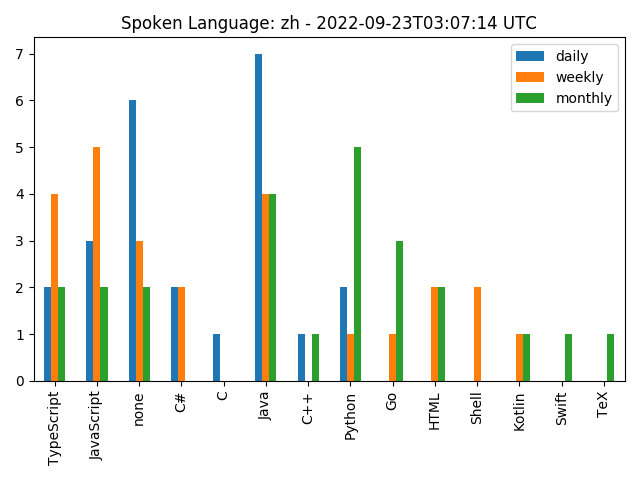 Spoken Language: zh - 2022-09-23T03:07:14 UTC
daily
weekly
monthly
7
6
5
4
3
2
1
0
TypeScript
JavaScript
none
C#
C
Java
C++
Python
Go
HTML
Shell
Kotlin
Swift
TeX